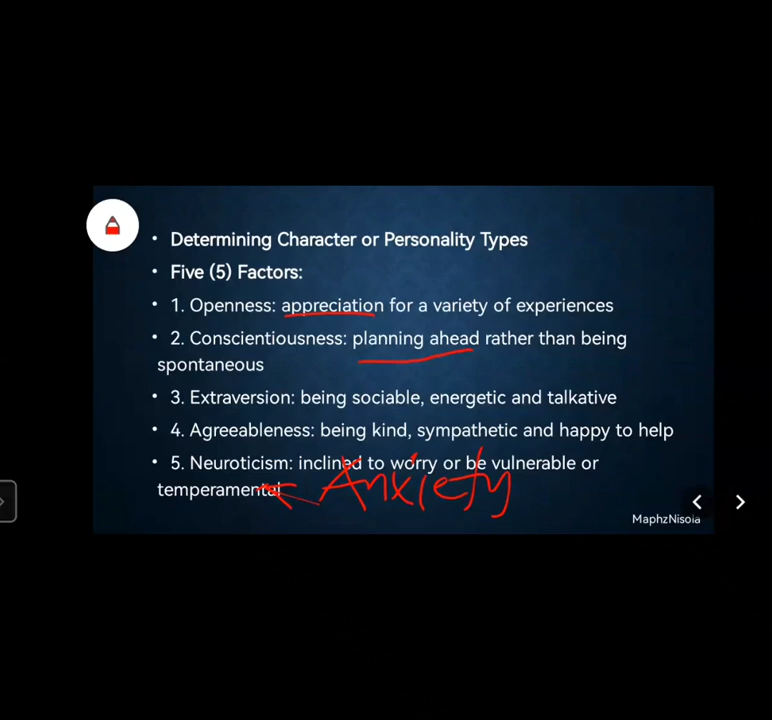 • Determining Character or Personality Types
• Five (5) Factors:
• 1. Openness: appreciation for a variety of experiences
• 2. Conscientiousness: planning ahead rather than being
spontaneous
• 3. Extraversion: being sociable, energetic and talkative
• 4. Agreeableness: being kind, sympathetic and happy to help
• 5. Neuroticism: inclined to worry or be vulnerable or
temperamental
Anxiety
MaphzNisola